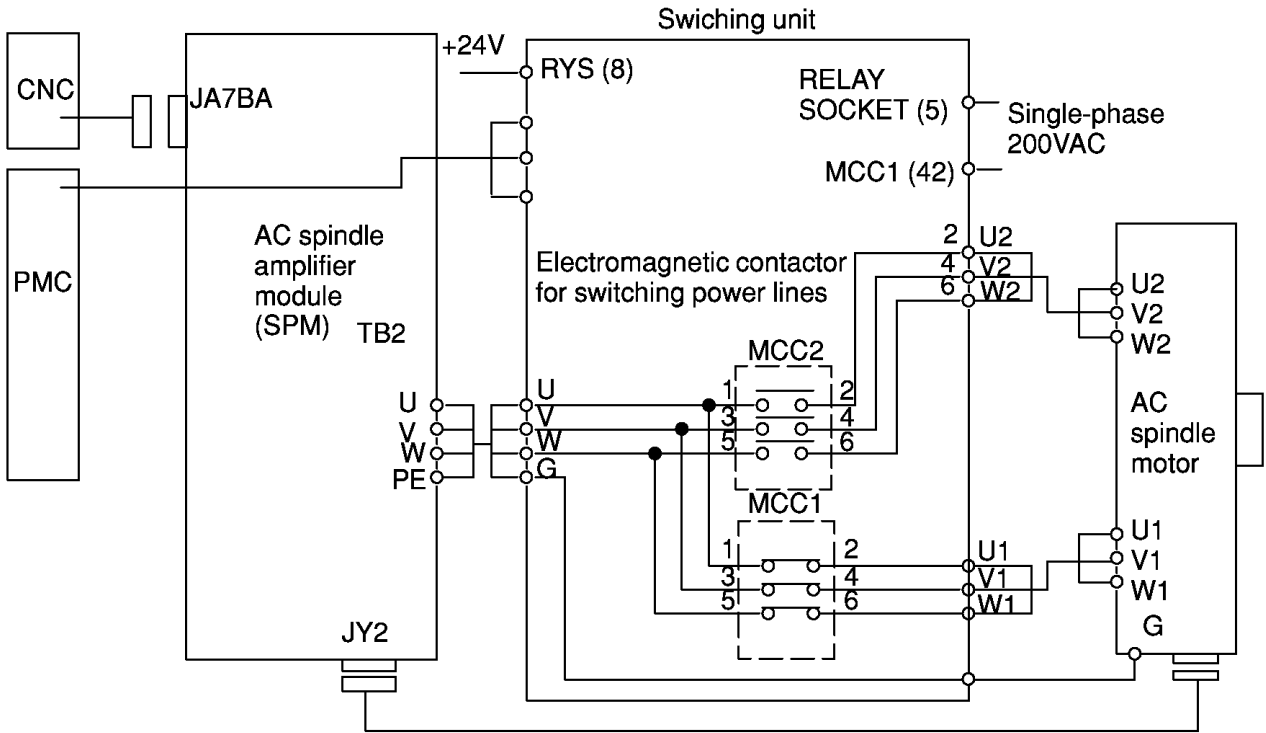 Swiching unit
+24V
RYS (8)
CNC
JA7BA
RELAY
SOCKET (5)
Single-phase
200VAC
MCC1 (42)
PMC
AC spindle
amplifier
module
(SPM)
TB2
Electromagnetic contactor
for switching power lines
2 U2
4 V2
6 W2
U2
V2
W2
MCC2
U
V
W
PE
U
V
W
G
1 2
3 4
5 6
AC
spindle
motor
MCC1
1 2
3 4
5 6
U1
V1
W1
U1
V1
W1
G
JY2